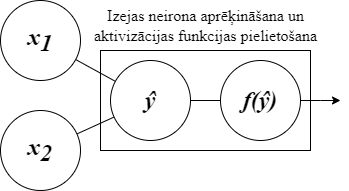 Izejas neirona aprēķināšana un
aktivizācijas funkcijas pielietošana
x1
ŷ
f(ŷ)
x2